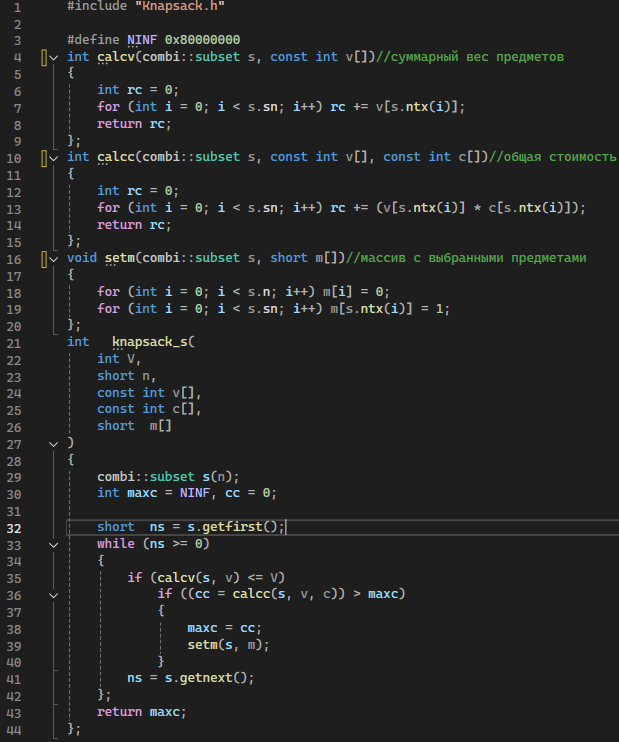 1 #include "Knapsack.h"
2
3 #define NINF 0x80000000
4 int calcv(combi::subset s, const int v[])//суммарный вес предметов
5 {
6 int rc = 0;
7 for (int i = 0; i < s.sn; i++) rc += v[s.ntx(i)];
8 return rc;
9 };
10 int calcc(combi::subset s, const int v[], const int c[])//общая стоимость
11 {
12 int rc = 0;
13 for (int i = 0; i < s.sn; i++) rc += (v[s.ntx(i)] * c[s.ntx(i)]);
14 return rc;
15 };
16 void setm(combi::subset s, short m[])//массив с выбранными предметами
17 {
18 for (int i = 0; i < s.n; i++) m[i] = 0;
19 for (int i = 0; i < s.sn; i++) m[s.ntx(i)] = 1;
20 };
21 int   knapsack_s(
22 int V,
23 short n,
24 const int v[],
25 const int c[],
26 short  m[]
27 )
28 {
29 combi::subset s(n);
30 int maxc = NINF, cc = 0;
31
32 short  ns = s.getfirst();
33 while (ns >= 0)
34 {
35 if (calcv(s, v) <= V)
36 if ((cc = calcc(s, v, c)) > maxc)
37 {
38 maxc = cc;
39 setm(s, m);
40 }
41 ns = s.getnext();
42 };
43 return maxc;
44 };